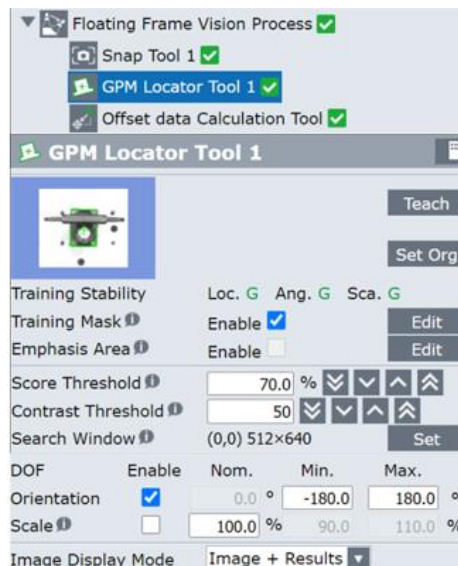 Floating Frame Vision Process
Snap Tool 1
GPM Locator Tool 1
Offset data Calculation Tool
GPM Locator Tool 1
Teach
Set Org
Training Stability Loc. G Ang. G Sca. G
Training Mask Enable Edit
Emphasis Area Enable Edit
Score Threshold 70.0 %
Contrast Threshold 50
Search Window (0,0) 512×640 Set
DOF Enable Nom. Min. Max.
Orientation 0.0 ° -180.0 180.0 °
Scale 100.0 % 90.0 110.0 %
Image Display Mode Image + Results